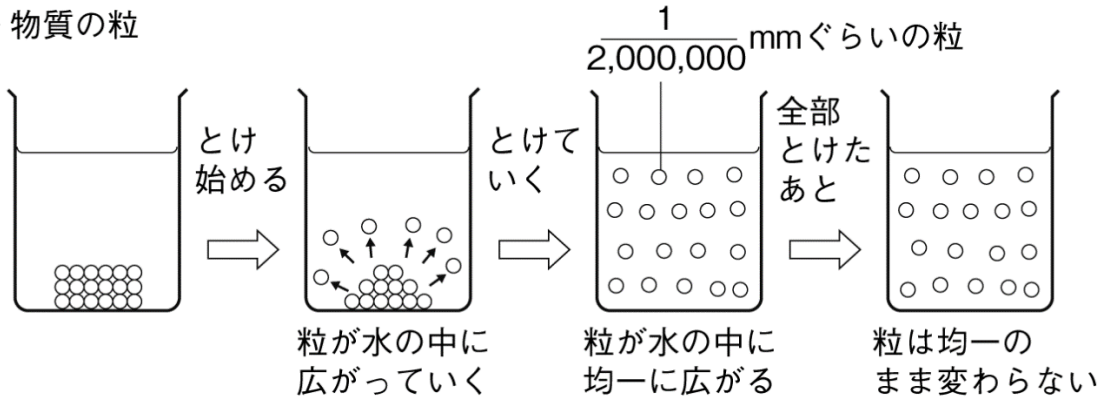 物質の粒
1
2,000,000
mmぐらいの粒
とけ
始める
とけて
いく
全部
とけた
あと
粒が水の中に
広がっていく
粒が水の中に
均一に広がる
粒は均一の
まま変わらない